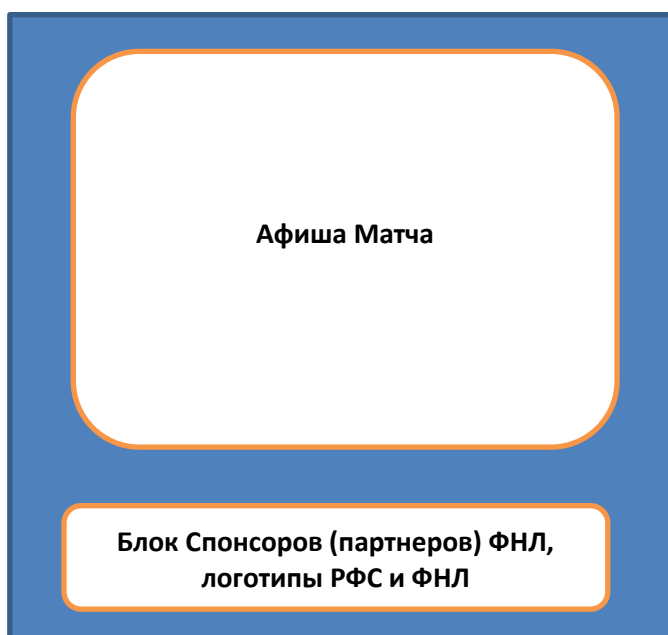 Афиша Матча
Блок Спонсоров (партнеров) ФНЛ,
логотипы РФС и ФНЛ